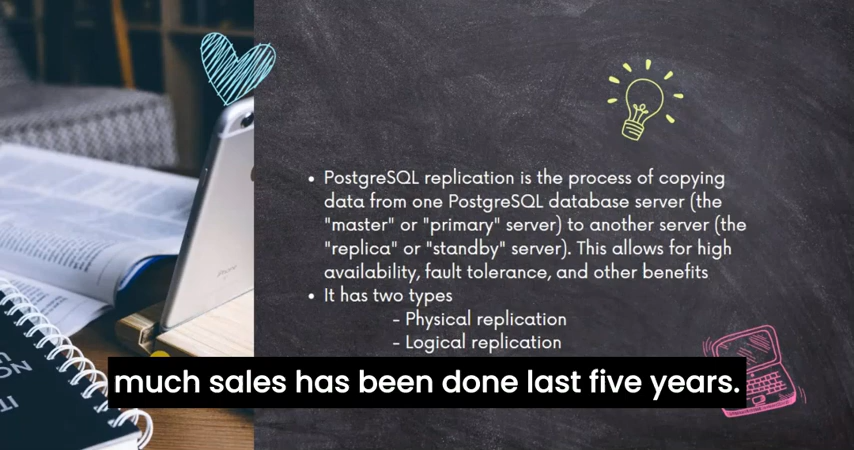 • PostgreSQL replication is the process of copying
data from one PostgreSQL database server (the
"master" or "primary" server) to another server (the
"replica" or "standby" server). This allows for high
availability, fault tolerance, and other benefits
• It has two types
- Physical replication
- Logical replication
much sales has been done last five years.